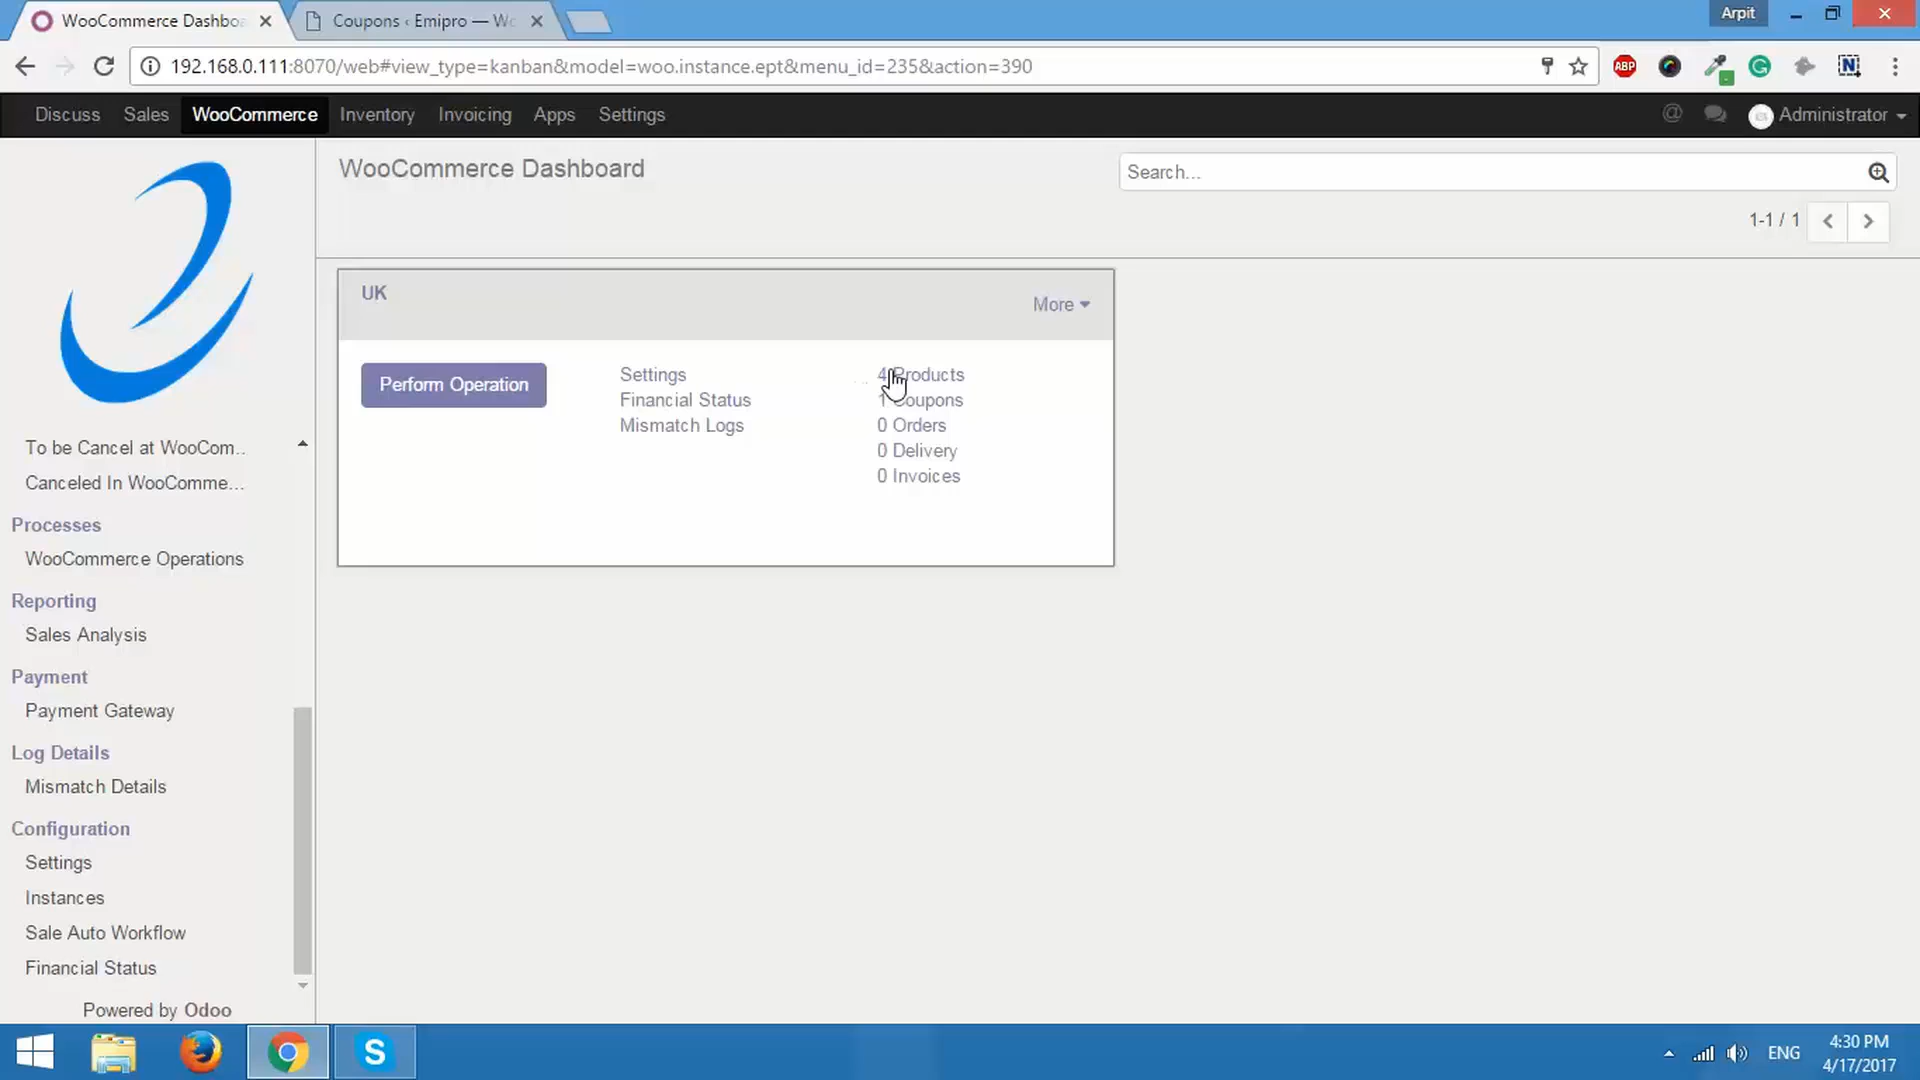 WooCommerce Dashboa
Coupons ‹ Emipro — Wo
Arpit
192.168.0.111:8070/web#view_type=kanban&model=woo.instance.ept&menu_id=235&action=390
ABP
Discuss Sales WooCommerce Inventory Invoicing Apps Settings
@ Administrator
WooCommerce Dashboard
Search...
1-1 / 1
UK
More
Perform Operation
Settings
Financial Status
Mismatch Logs
4 Products
1 Coupons
0 Orders
0 Delivery
0 Invoices
To be Cancel at WooCom..
Canceled In WooComme...
Processes
WooCommerce Operations
Reporting
Sales Analysis
Payment
Payment Gateway
Log Details
Mismatch Details
Configuration
Settings
Instances
Sale Auto Workflow
Financial Status
Powered by Odoo
ENG
4:30 PM
4/17/2017